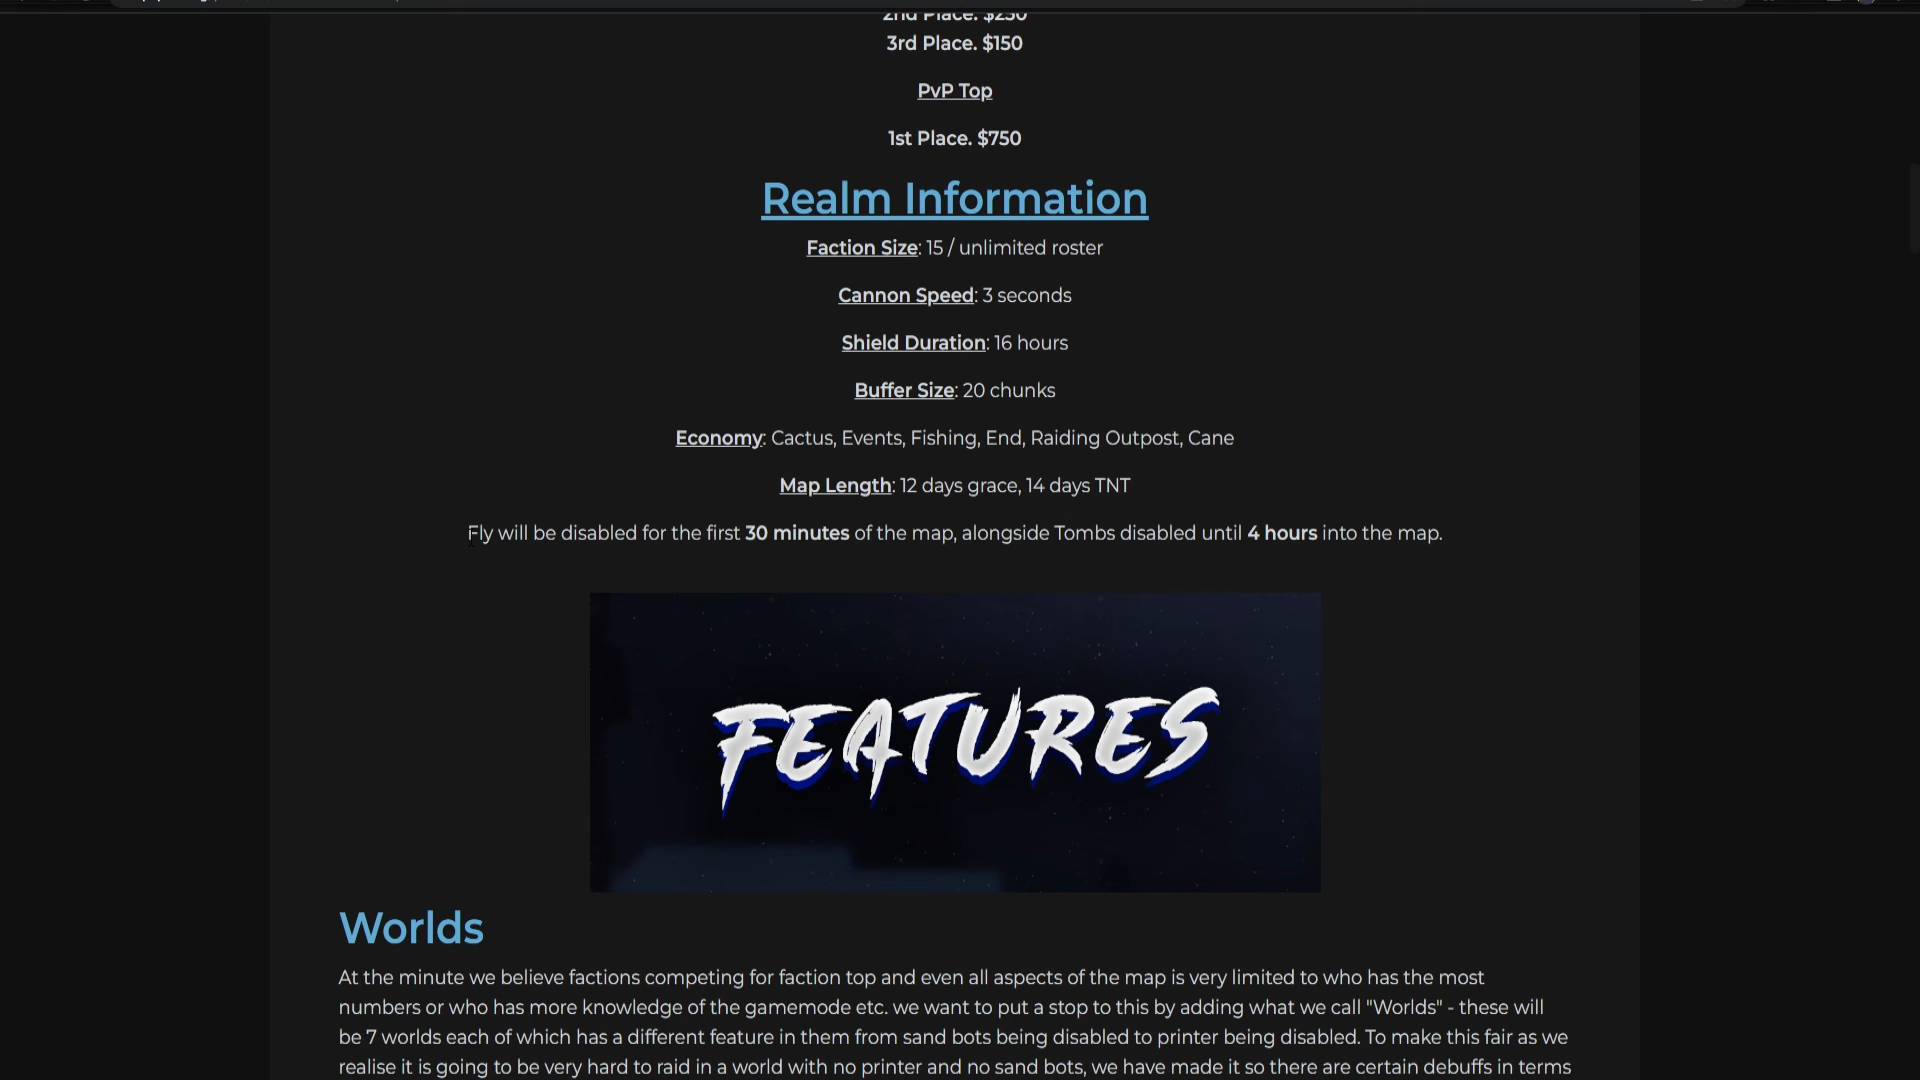 2nd Place. $250
3rd Place. $150
PvP Top
1st Place. $750
Realm Information
Faction Size: 15 / unlimited roster
Cannon Speed: 3 seconds
Shield Duration: 16 hours
Buffer Size: 20 chunks
Economy: Cactus, Events, Fishing, End, Raiding Outpost, Cane
Map Length: 12 days grace, 14 days TNT
Fly will be disabled for the first 30 minutes of the map, alongside Tombs disabled until 4 hours into the map.
FEATURES
Worlds
At the minute we believe factions competing for faction top and even all aspects of the map is very limited to who has the most
numbers or who has more knowledge of the gamemode etc. we want to put a stop to this by adding what we call "Worlds" - these will
be 7 worlds each of which has a different feature in them from sand bots being disabled to printer being disabled. To make this fair as we
realise it is going to be very hard to raid in a world with no printer and no sand bots, we have made it so there are certain debuffs in terms